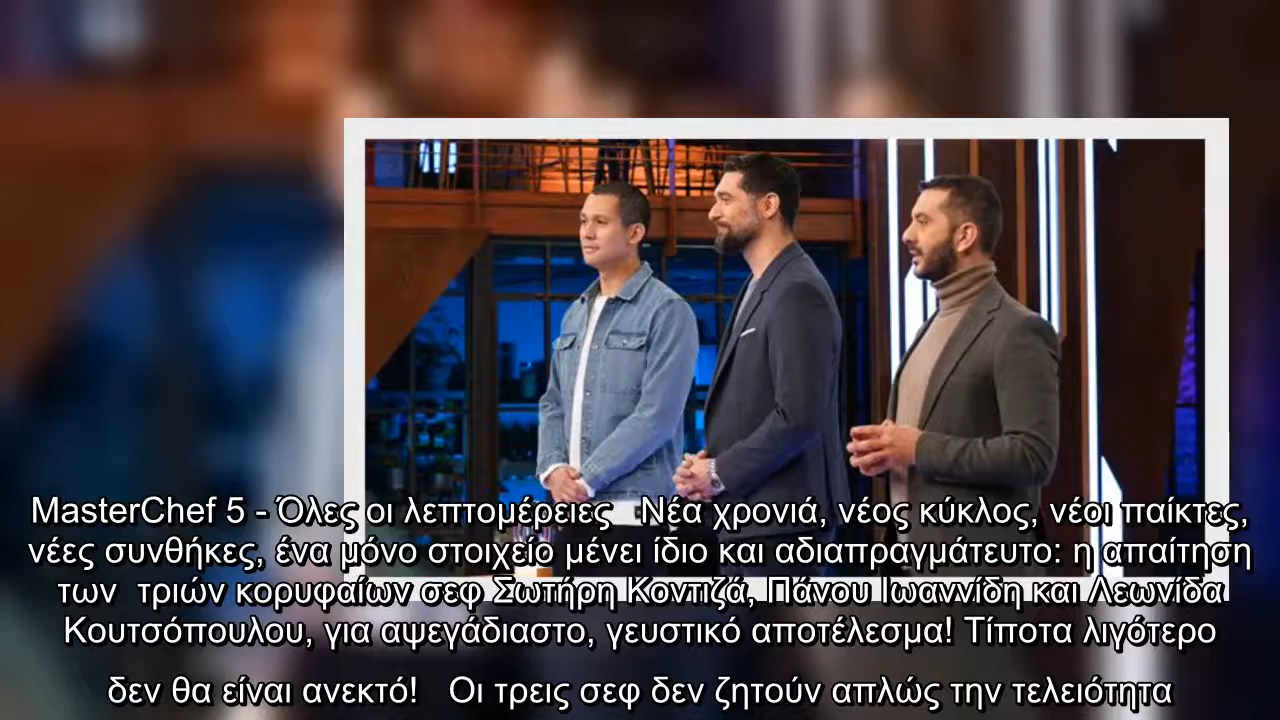 MasterChef 5 - Όλες οι λεπτομέρειες   Νέα χρονιά, νέος κύκλος, νέοι παίκτες,
νέες συνθήκες, ένα μόνο στοιχείο μένει ίδιο και αδιαπραγμάτευτο: η απαίτηση
των  τριών κορυφαίων σεφ Σωτήρη Κοντιζά, Πάνου Ιωαννίδη και Λεωνίδα
Κουτσόπουλου, για αψεγάδιαστο, γευστικό αποτέλεσμα! Τίποτα λιγότερο
δεν θα είναι ανεκτό!   Οι τρεις σεφ δεν ζητούν απλώς την τελειότητα